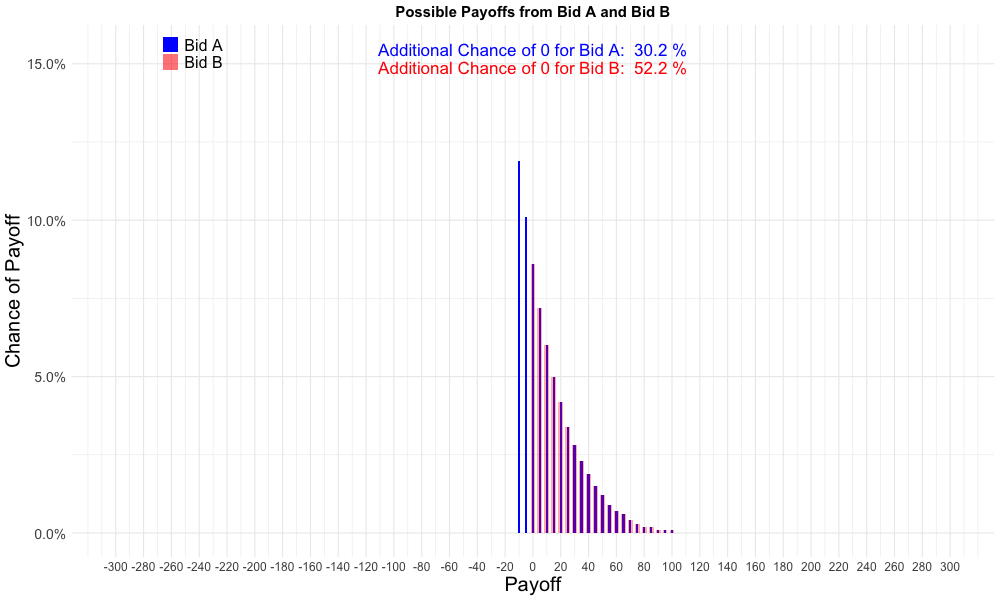 Possible Payoffs from Bid A and Bid B
Bid A
Bid B
Additional Chance of 0 for Bid A:  30.2 %
Additional Chance of 0 for Bid B:  52.2 %
Chance of Payoff
15.0%
10.0%
5.0%
0.0%
-300 -280 -260 -240 -220 -200 -180 -160 -140 -120 -100 -80 -60 -40 -20 0 20 40 60 80 100 120 140 160 180 200 220 240 260 280 300
Payoff